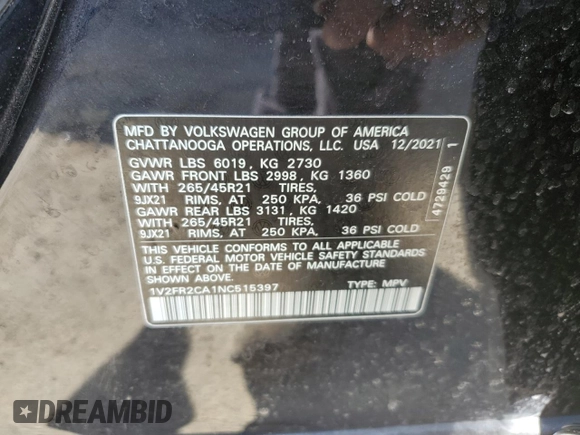 MFD BY VOLKSWAGEN GROUP OF AMERICA
CHATTANOOGA OPERATIONS, LLC. USA 12/2021
GVWR LBS 6019, KG 2730
GAWR FRONT LBS 2998, KG 1360
WITH 265/45R21 TIRES,
9JX21 RIMS, AT 250 KPA, 36 PSI COLD
GAWR REAR LBS 3131, KG 1420
WITH 265/45R21 TIRES,
9JX21 RIMS, AT 250 KPA, 36 PSI COLD
THIS VEHICLE CONFORMS TO ALL APPLICABLE
U.S. FEDERAL MOTOR VEHICLE SAFETY STANDARDS
IN EFFECT ON THE DATE OF MANUFACTURE
SHOWN ABOVE.
1V2FR2CA1NC515397 TYPE: MPV
4729429 1
DREAMBID